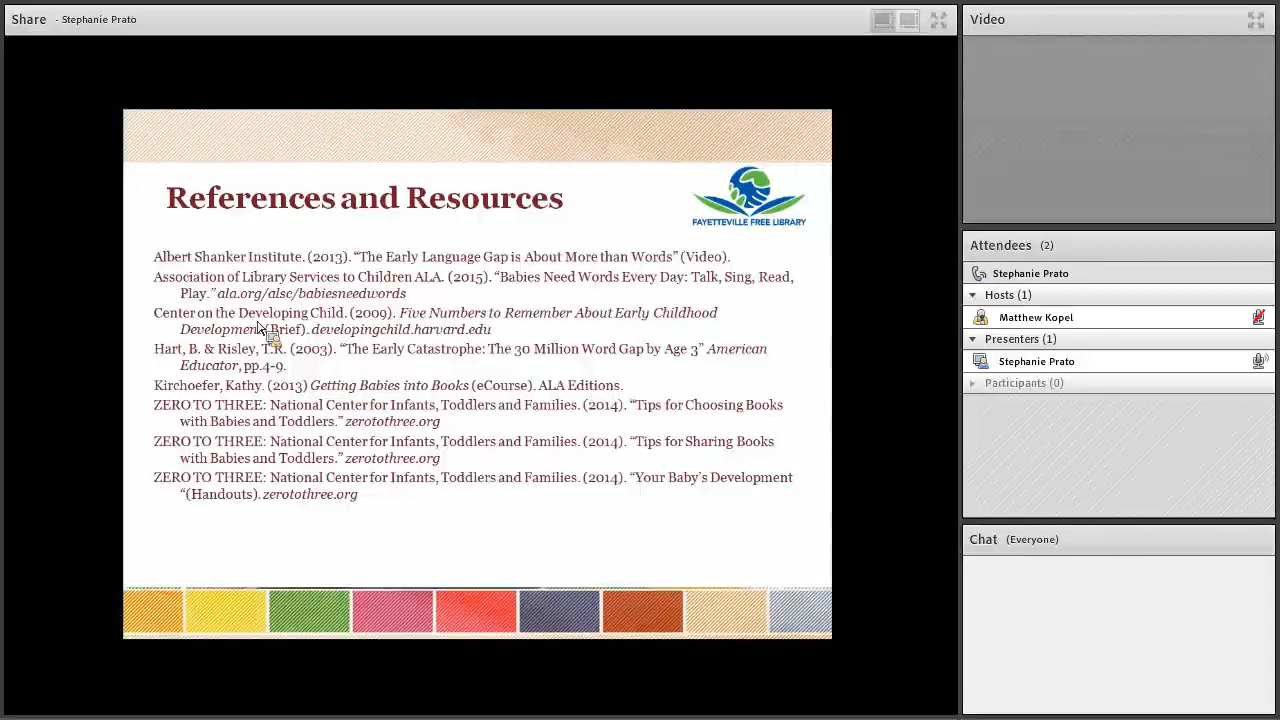 Share - Stephanie Prato
References and Resources
FAYETTEVILLE FREE LIBRARY
Albert Shanker Institute. (2013). “The Early Language Gap is About More than Words” (Video).
Association of Library Services to Children ALA. (2015). “Babies Need Words Every Day: Talk, Sing, Read,
Play.” ala.org/alsc/babiesneedwords
Center on the Developing Child. (2009). Five Numbers to Remember About Early Childhood
Development (Brief). developingchild.harvard.edu
Hart, B. & Risley, T.R. (2003). “The Early Catastrophe: The 30 Million Word Gap by Age 3” American
Educator, pp.4-9.
Kirchoefer, Kathy. (2013) Getting Babies into Books (eCourse). ALA Editions.
ZERO TO THREE: National Center for Infants, Toddlers and Families. (2014). “Tips for Choosing Books
with Babies and Toddlers.” zerotothree.org
ZERO TO THREE: National Center for Infants, Toddlers and Families. (2014). “Tips for Sharing Books
with Babies and Toddlers.” zerotothree.org
ZERO TO THREE: National Center for Infants, Toddlers and Families. (2014). “Your Baby’s Development
“(Handouts). zerotothree.org
Video
Attendees (2)
Stephanie Prato
Hosts (1)
Matthew Kopel
Presenters (1)
Stephanie Prato
Participants (0)
Chat (Everyone)